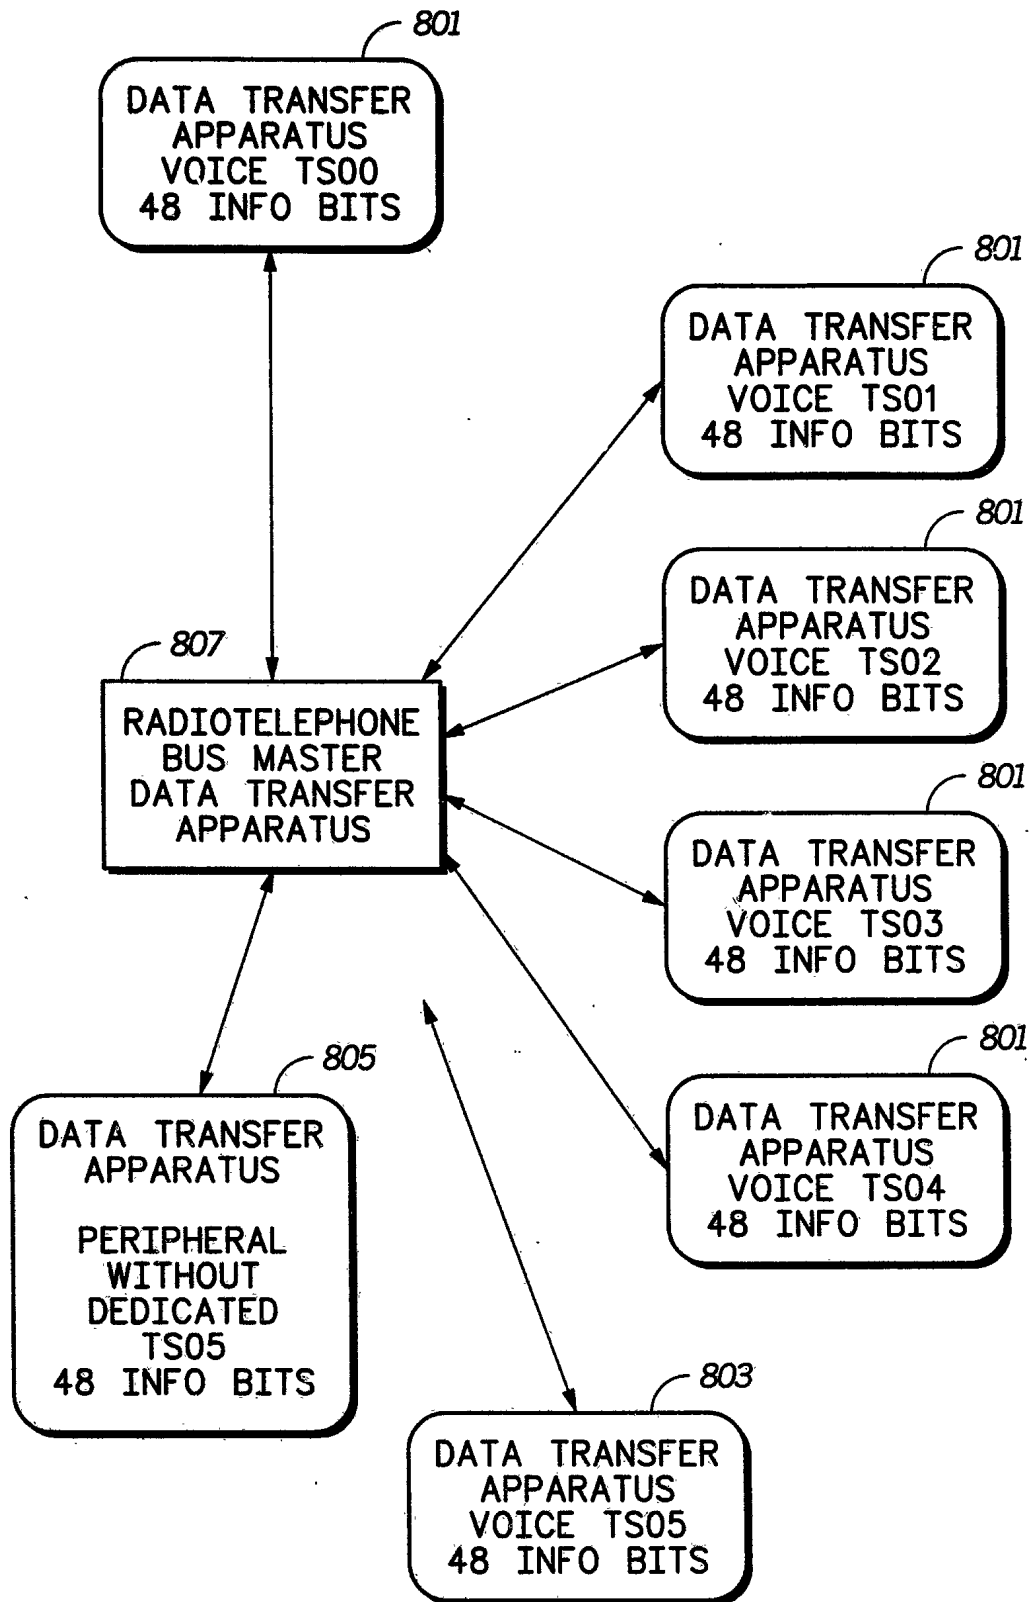 801
DATA TRANSFER
APPARATUS
VOICE TS00
48 INFO BITS
801
DATA TRANSFER
APPARATUS
VOICE TS01
48 INFO BITS
801
DATA TRANSFER
APPARATUS
VOICE TS02
48 INFO BITS
807
RADIOTELEPHONE
BUS MASTER
DATA TRANSFER
APPARATUS
801
DATA TRANSFER
APPARATUS
VOICE TS03
48 INFO BITS
801
DATA TRANSFER
APPARATUS
VOICE TS04
48 INFO BITS
805
DATA TRANSFER
APPARATUS
PERIPHERAL
WITHOUT
DEDICATED
TS05
48 INFO BITS
803
DATA TRANSFER
APPARATUS
VOICE TS05
48 INFO BITS